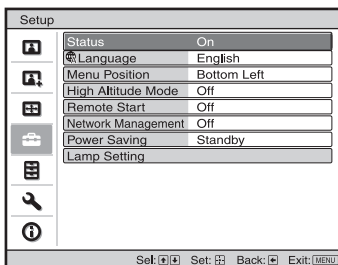 Setup
Status On
Language English
Menu Position Bottom Left
High Altitude Mode Off
Remote Start Off
Network Management Off
Power Saving Standby
Lamp Setting
Sel: Set: Back: Exit: MENU